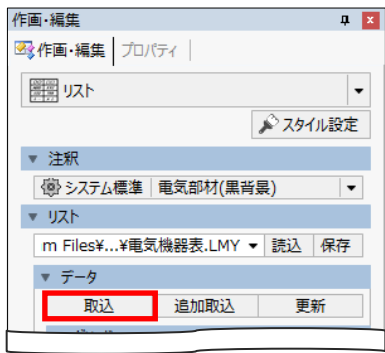 作画・編集
作画・編集 プロパティ
リスト
スタイル設定
▼ 注釈
システム標準 電気部材(黒背景)
▼ リスト
m Files¥...¥電気機器表.LMY 読込 保存
▼ データ
取込 追加取込 更新